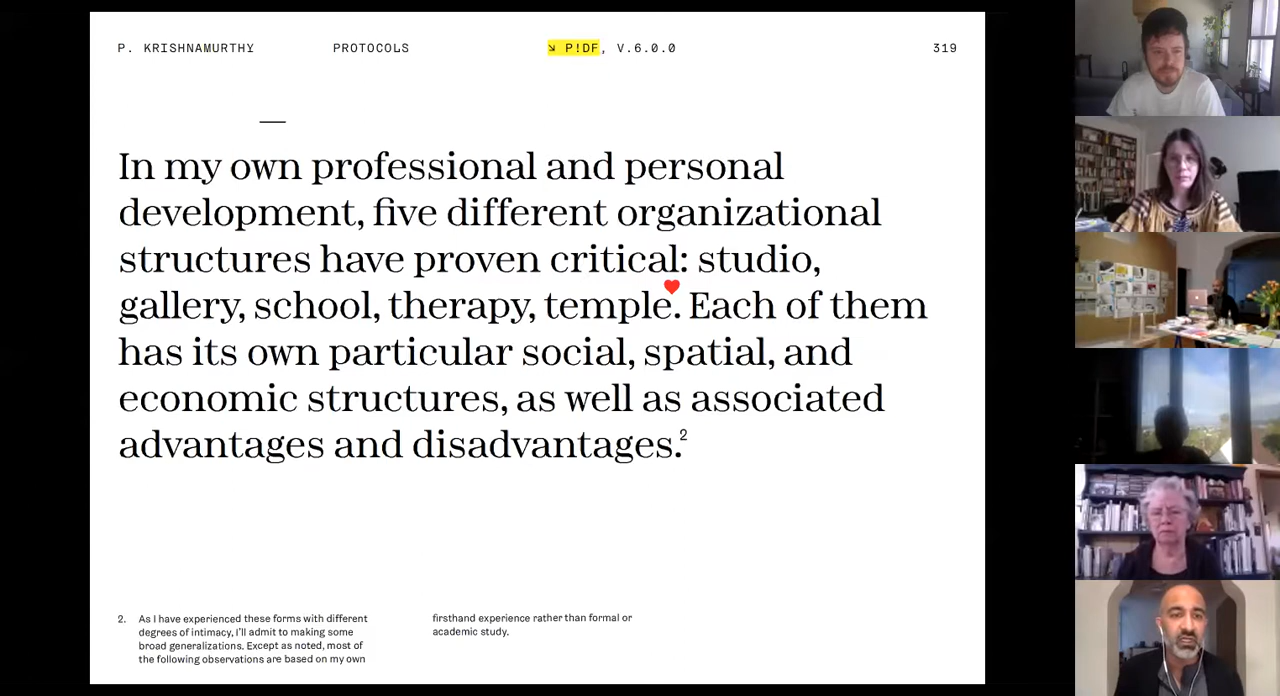 P. KRISHNAMURTHY PROTOCOLS ↘ P!DF, V.6.0.0 319
In my own professional and personal
development, five different organizational
structures have proven critical: studio,
gallery, school, therapy, temple. Each of them
has its own particular social, spatial, and
economic structures, as well as associated
advantages and disadvantages.²
2. As I have experienced these forms with different
degrees of intimacy, I'll admit to making some
broad generalizations. Except as noted, most of
the following observations are based on my own
firsthand experience rather than formal or
academic study.